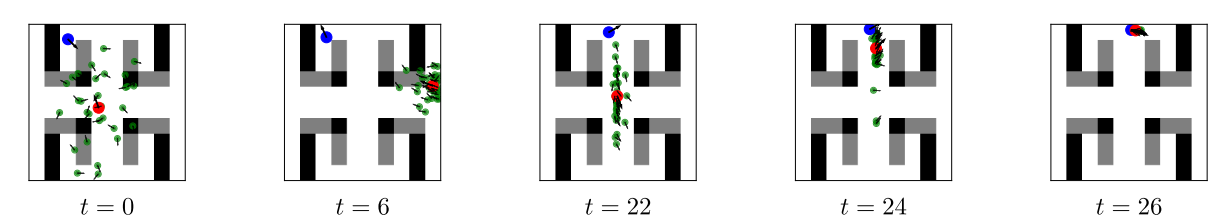 t = 0
t = 6
t = 22
t = 24
t = 26